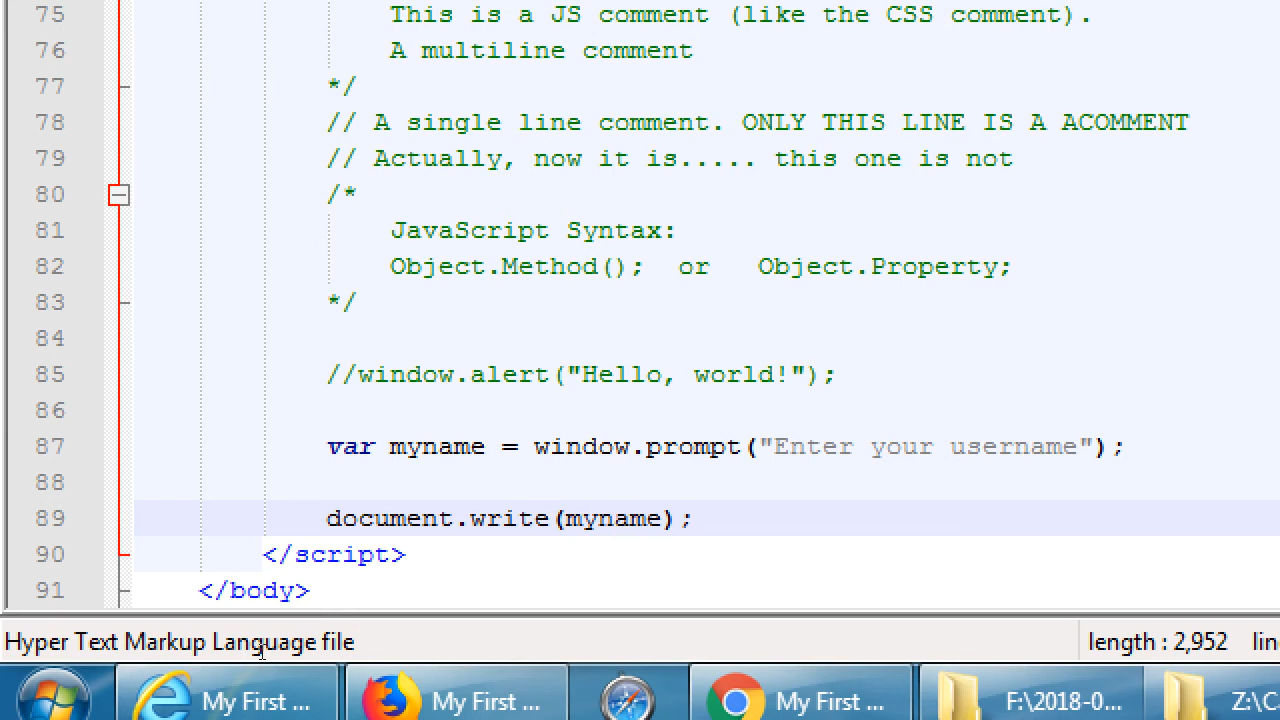 75 This is a JS comment (like the CSS comment).
76 A multiline comment
77 */
78 // A single line comment. ONLY THIS LINE IS A ACOMMENT
79 // Actually, now it is..... this one is not
80 /*
81 JavaScript Syntax:
82 Object.Method(); or Object.Property;
83 */
84
85 //window.alert("Hello, world!");
86
87 var myname = window.prompt("Enter your username");
88
89 document.write(myname);
90 </script>
91 </body>
Hyper Text Markup Language file length : 2,952 lin
My First ... My First ... My First ... F:\2018-0... Z:\C